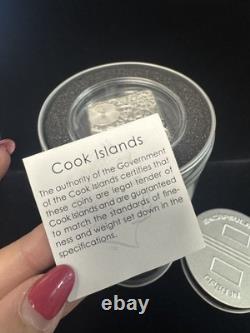 Cook Islands
The authority of the Government
of the Cook Islands certifies that
these coins are legal tender of
Cook Islands and are guaranteed
to match the standards of fine-
ness and weight set down in the
specifications.
CAPSULE